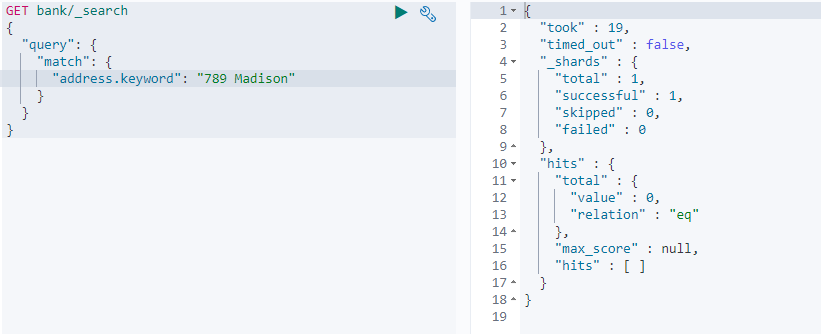 GET bank/_search
{
  "query": {
    "match": {
      "address.keyword": "789 Madison"
    }
  }
}
1 {
2   "took" : 19,
3   "timed_out" : false,
4   "_shards" : {
5     "total" : 1,
6     "successful" : 1,
7     "skipped" : 0,
8     "failed" : 0
9   },
10   "hits" : {
11     "total" : {
12       "value" : 0,
13       "relation" : "eq"
14     },
15     "max_score" : null,
16     "hits" : [ ]
17   }
18 }
19